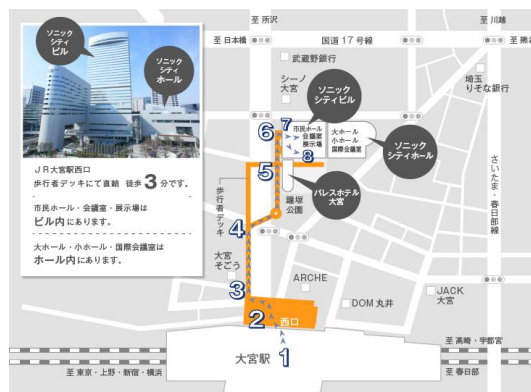 ソニック
シティ
ビル
ソニック
シティ
ホール
JR大宮駅西口
歩行者デッキにて直結 徒歩3分です。
市民ホール・会議室・展示場は
ビル内にあります。
大ホール・小ホール・国際会議室は
ホール内にあります。
至 所沢
至 川越
至 日本橋
国道17号線
至 熊谷
武蔵野銀行
シーノ
大宮
埼玉
りそな銀行
ソニック
シティビル
6
7
市民ホール
会議室
展示場
8
大ホール
小ホール
国際会議室
ソニック
シティホール
5
歩行者デッキ
鐘塚
公園
パレスホテル
大宮
さいたま・春日部線
4
大宮
そごう
3
ARCHE
DOM 丸井
JACK
大宮
2
西口
1
大宮駅
至 高崎・宇都宮
至 東京・上野・新宿・横浜
至 春日部